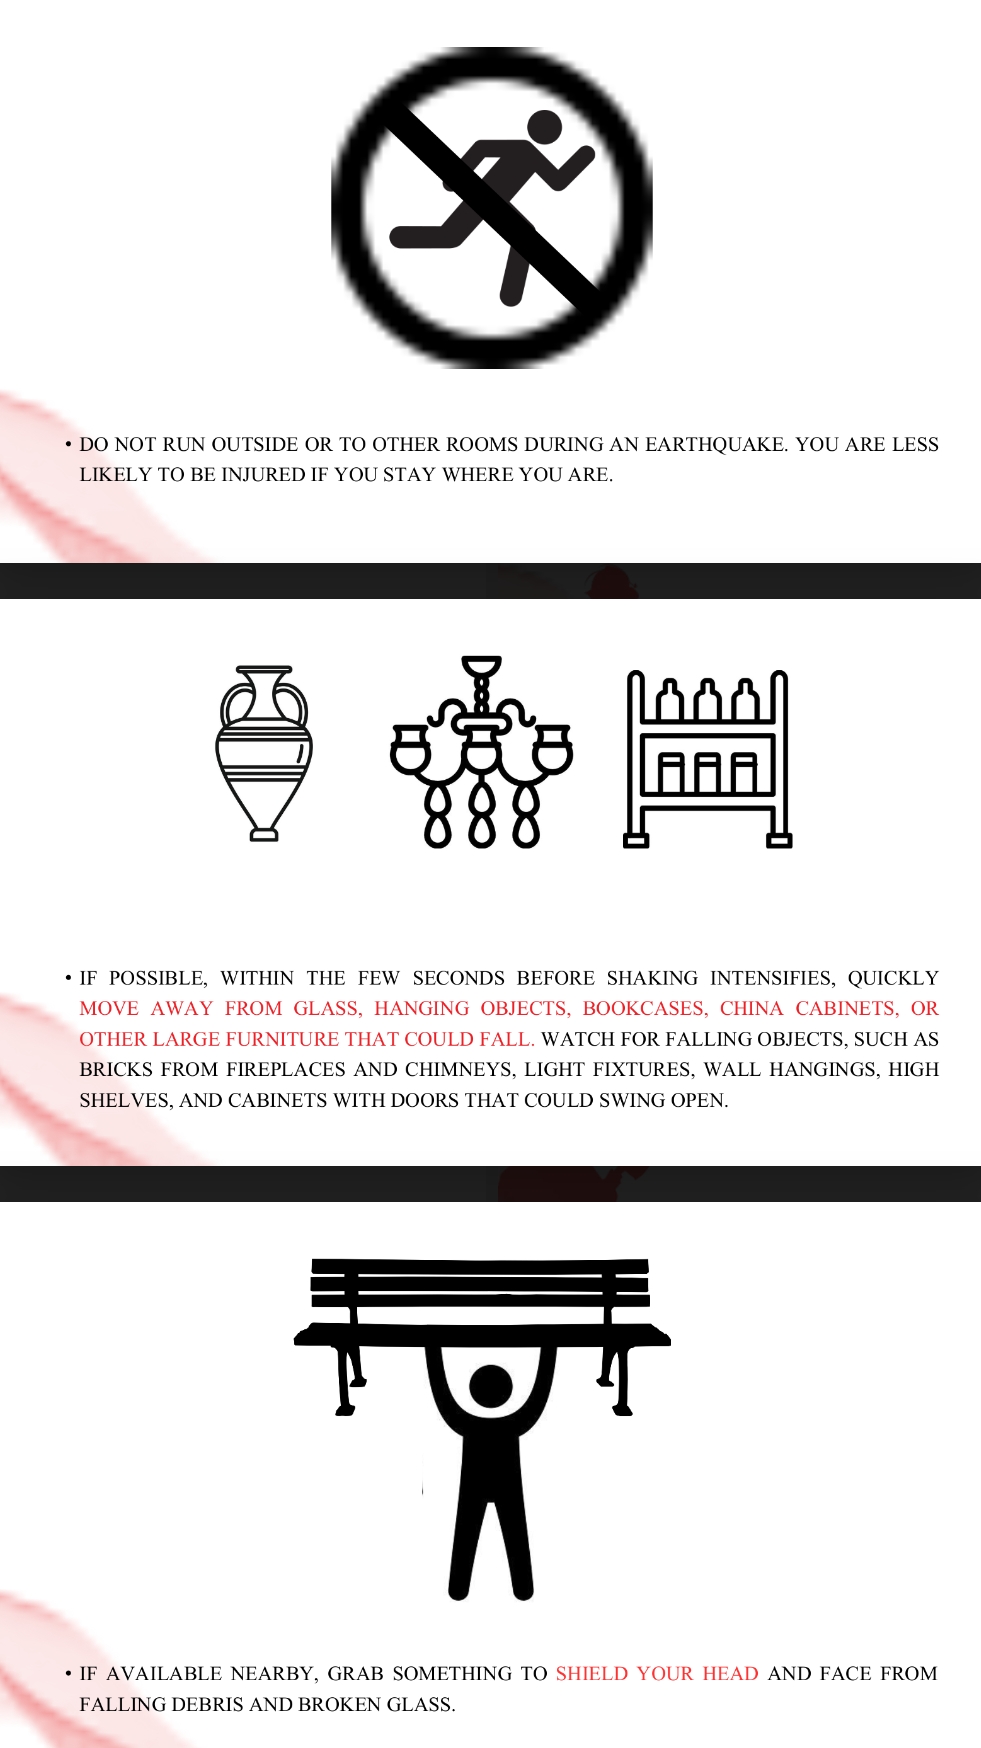 • DO NOT RUN OUTSIDE OR TO OTHER ROOMS DURING AN EARTHQUAKE. YOU ARE LESS
LIKELY TO BE INJURED IF YOU STAY WHERE YOU ARE.
• IF POSSIBLE, WITHIN THE FEW SECONDS BEFORE SHAKING INTENSIFIES, QUICKLY
MOVE AWAY FROM GLASS, HANGING OBJECTS, BOOKCASES, CHINA CABINETS, OR
OTHER LARGE FURNITURE THAT COULD FALL. WATCH FOR FALLING OBJECTS, SUCH AS
BRICKS FROM FIREPLACES AND CHIMNEYS, LIGHT FIXTURES, WALL HANGINGS, HIGH
SHELVES, AND CABINETS WITH DOORS THAT COULD SWING OPEN.
• IF AVAILABLE NEARBY, GRAB SOMETHING TO SHIELD YOUR HEAD AND FACE FROM
FALLING DEBRIS AND BROKEN GLASS.